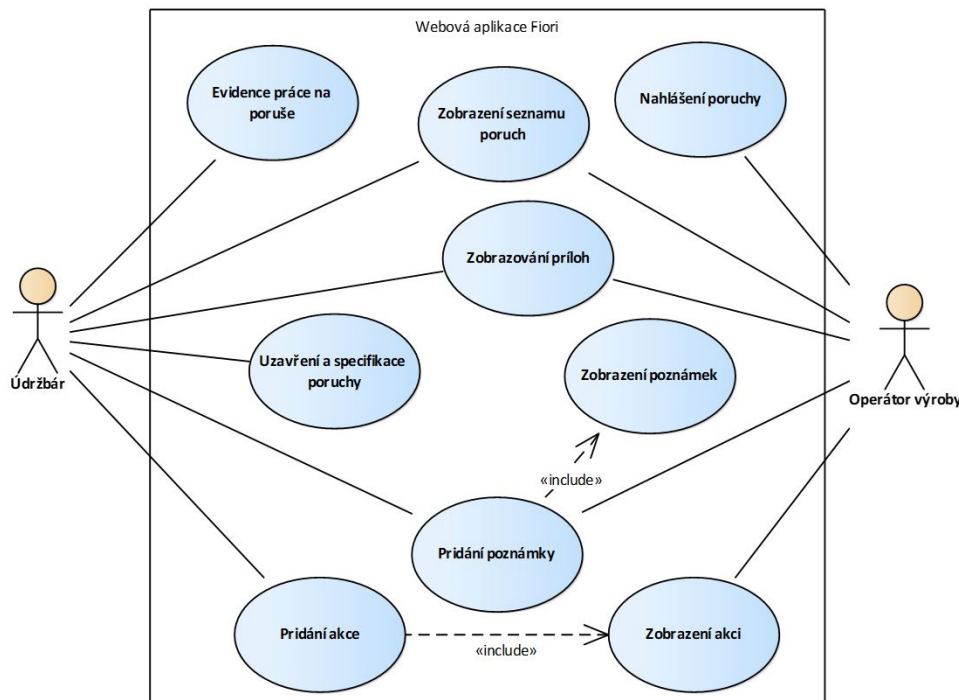 Webová aplikace Fiori
Evidence práce na
poruše
Zobrazení seznamu
poruch
Nahlášení poruchy
Zobrazování príloh
Údržbár
Uzavření a specifikace
poruchy
Zobrazení poznámek
Operátor výroby
«include»
Pridání poznámky
Pridání akce
«include»
Zobrazení akci